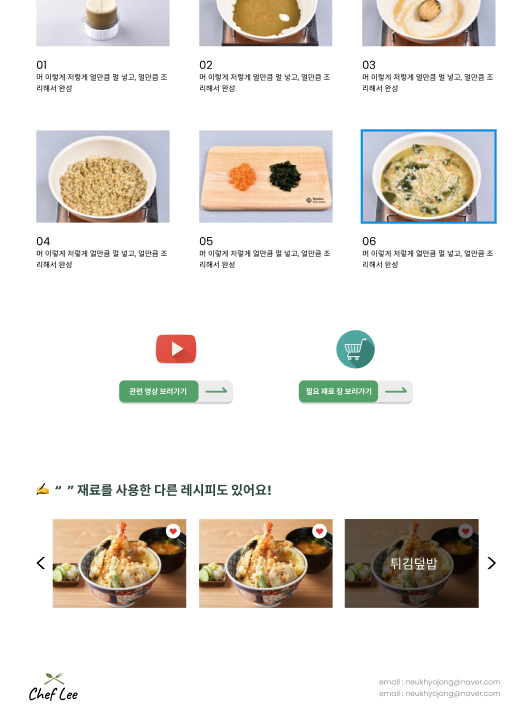 01
머 이렇게 저렇게 얼만큼 멀 넣고, 얼만큼 조
리해서 완성
02
머 이렇게 저렇게 얼만큼 멀 넣고, 얼만큼 조
리해서 완성
03
머 이렇게 저렇게 얼만큼 멀 넣고, 얼만큼 조
리해서 완성
04
머 이렇게 저렇게 얼만큼 멀 넣고, 얼만큼 조
리해서 완성
05
머 이렇게 저렇게 얼만큼 멀 넣고, 얼만큼 조
리해서 완성
06
머 이렇게 저렇게 얼만큼 멀 넣고, 얼만큼 조
리해서 완성
관련 영상 보러가기
필요 재료 장 보러가기
“ ” 재료를 사용한 다른 레시피도 있어요!
튀김덮밥
Chef Lee
email : neukhyojong@naver.com
email : neukhyojong@naver.com